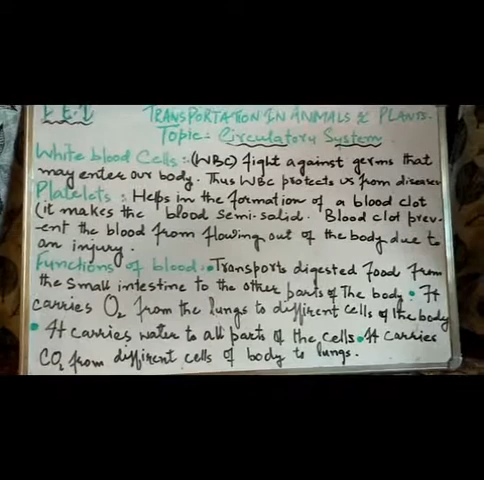 TRANSPORTATION IN ANIMALS & PLANTS.
Topic:- Circulatory System
White blood Cells :- (WBC) fight against germs that
may enter our body. Thus WBC protects us from diseases
Platelets : Helps in the formation of a blood clot
(it makes the blood semi-solid. Blood clot prev-
-ent the blood from flowing out of the body due to
an injury.
Functions of blood :• Transports digested food from
the small intestine to the other parts of the body • It
carries O2 from the lungs to diffirent cells of the body
• It carries water to all parts of the cells • It carries
CO2 from diffirent cells of body to lungs.